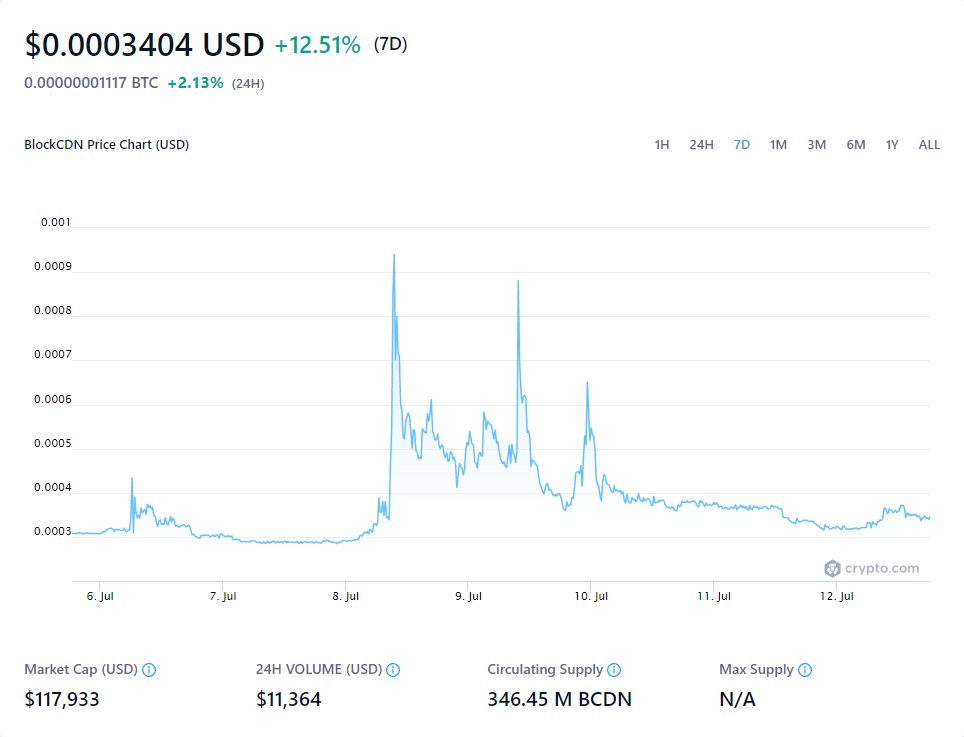 $0.0003404 USD +12.51% (7D)
0.00000001117 BTC +2.13% (24H)
BlockCDN Price Chart (USD) 1H 24H 7D 1M 3M 6M 1Y ALL
0.001
0.0009
0.0008
0.0007
0.0006
0.0005
0.0004
0.0003
crypto.com
6. Jul 7. Jul 8. Jul 9. Jul 10. Jul 11. Jul 12. Jul
Market Cap (USD) 24H VOLUME (USD) Circulating Supply Max Supply
$117,933 $11,364 346.45 M BCDN N/A